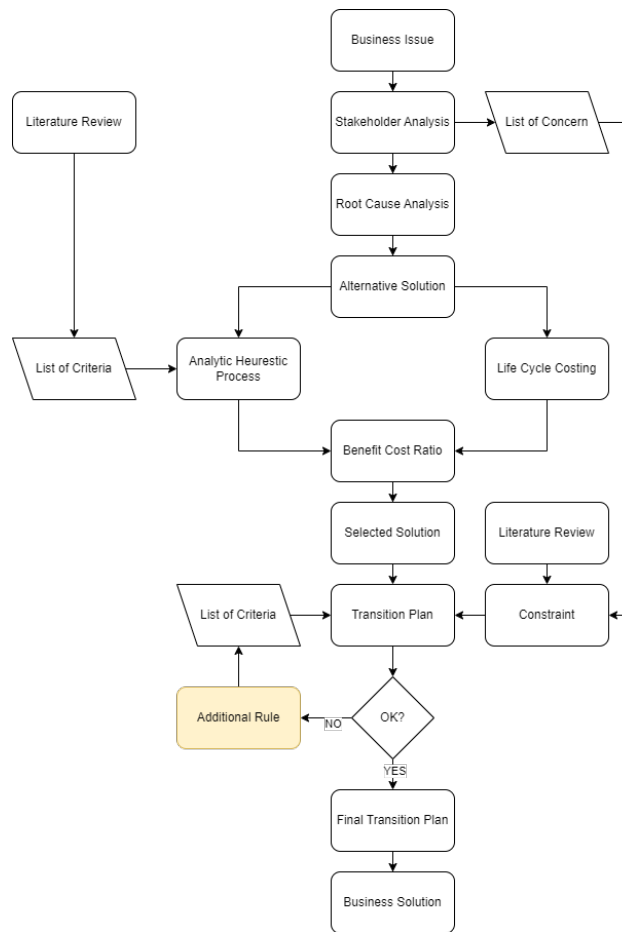 Business Issue
Literature Review
Stakeholder Analysis
List of Concern
Root Cause Analysis
Alternative Solution
List of Criteria
Analytic Heurestic
Process
Life Cycle Costing
Benefit Cost Ratio
Selected Solution
Literature Review
List of Criteria
Transition Plan
Constraint
Additional Rule
NO
OK?
YES
Final Transition Plan
Business Solution